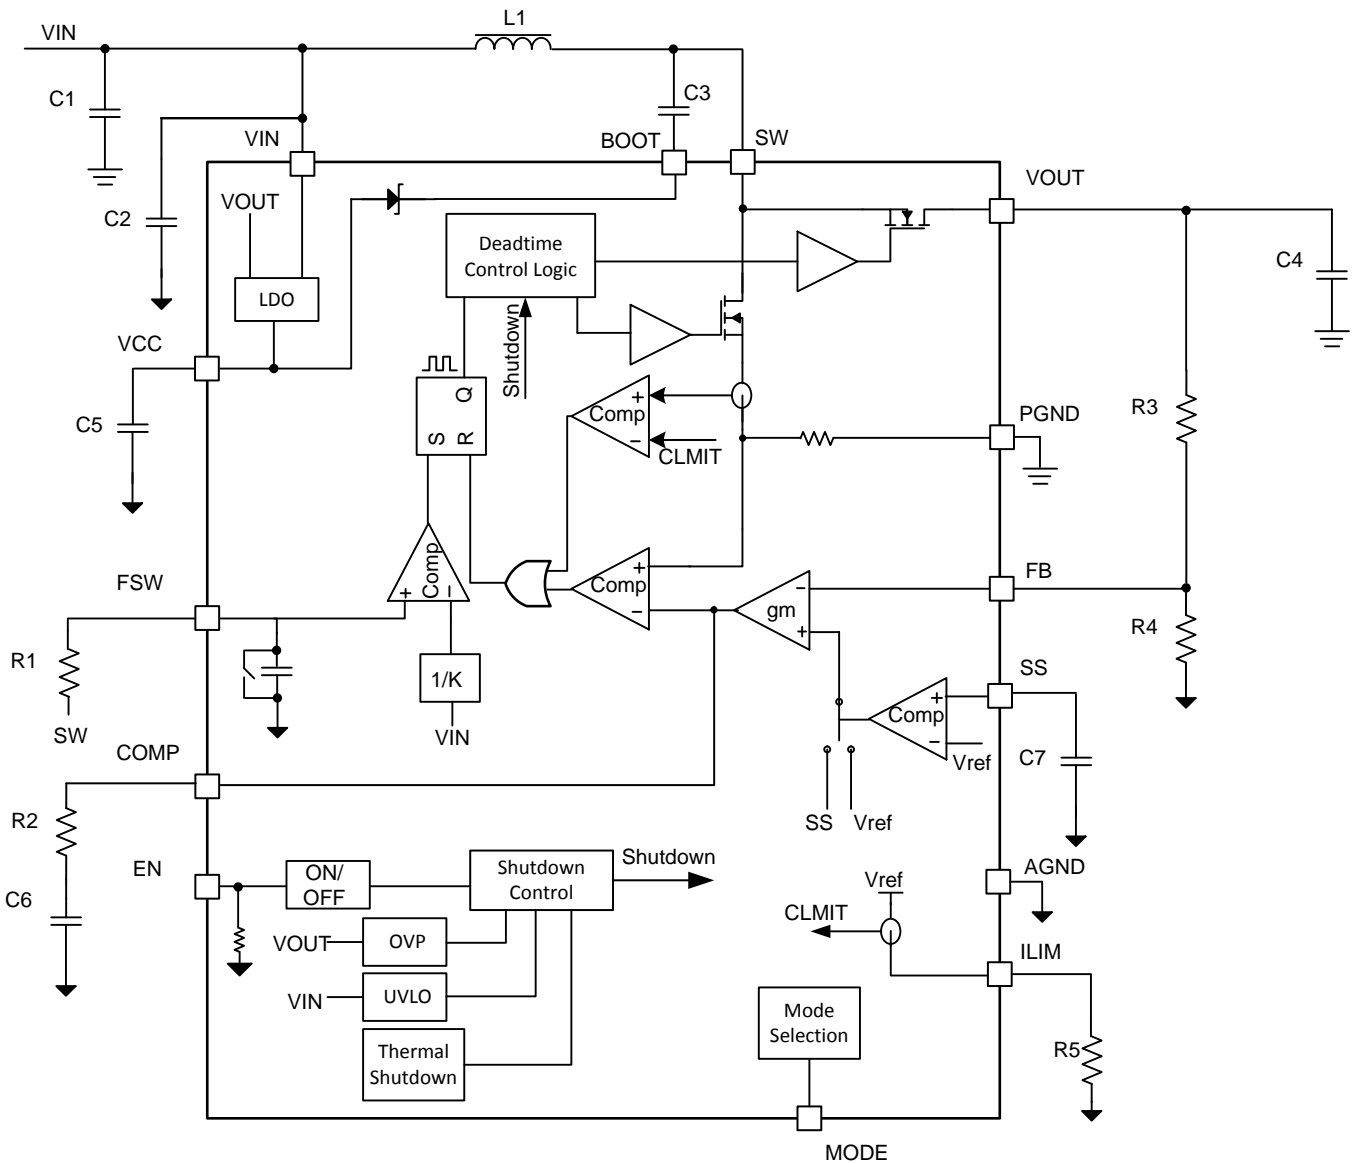 L1
VIN
C1
C3
VIN
BOOT
SW
VOUT
VOUT
C2
Deadtime
Control Logic
C4
LDO
VCC
Shutdown
C5
S
Q
R
+
Comp
−
CLMIT
PGND
R3
FSW
Comp
+
−
+
Comp
−
−
gm
+
FB
R4
R1
SW
1/K
VIN
SS
+
Comp
−
Vref
C7
COMP
SS
Vref
R2
EN
C6
ON/
OFF
Shutdown
Control
Shutdown
VOUT
OVP
VIN
UVLO
Thermal
Shutdown
Vref
CLMIT
AGND
ILIM
Mode
Selection
R5
MODE